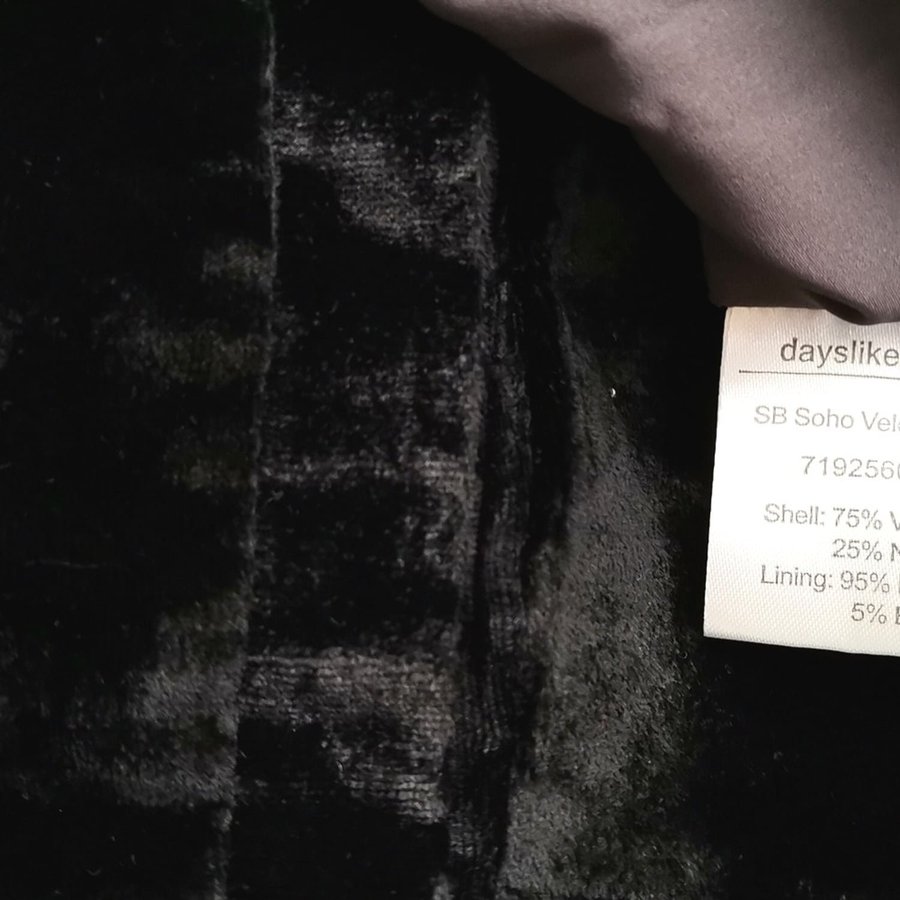 dayslike
SB Soho Vel
719256
Shell: 75% V
25% N
Lining: 95%
5%